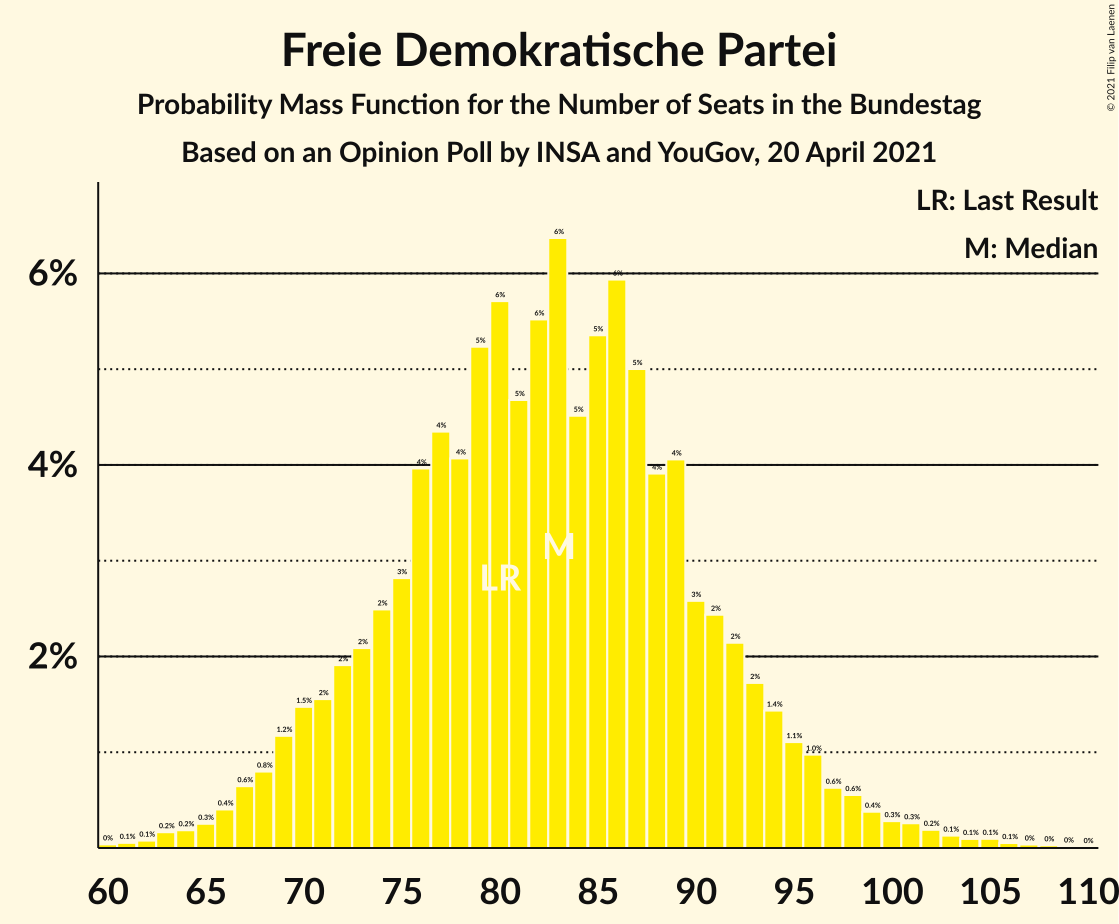 Freie Demokratische Partei
Probability Mass Function for the Number of Seats in the Bundestag
Based on an Opinion Poll by INSA and YouGov, 20 April 2021
© 2021 Filip van Laenen
LR: Last Result
M: Median
6%
4%
2%
0% 0.1% 0.1% 0.2% 0.2% 0.3% 0.4% 0.6% 0.8% 1.2% 1.5% 2% 2% 2% 2% 3% 4% 4% 4% 5% 6% 5% 6% 6% 5% 5% 6% 5% 4% 4% 3% 2% 2% 2% 1.4% 1.1% 1.0% 0.6% 0.6% 0.4% 0.3% 0.3% 0.2% 0.1% 0.1% 0.1% 0.1% 0% 0% 0% 0%
M
LR
60 65 70 75 80 85 90 95 100 105 110